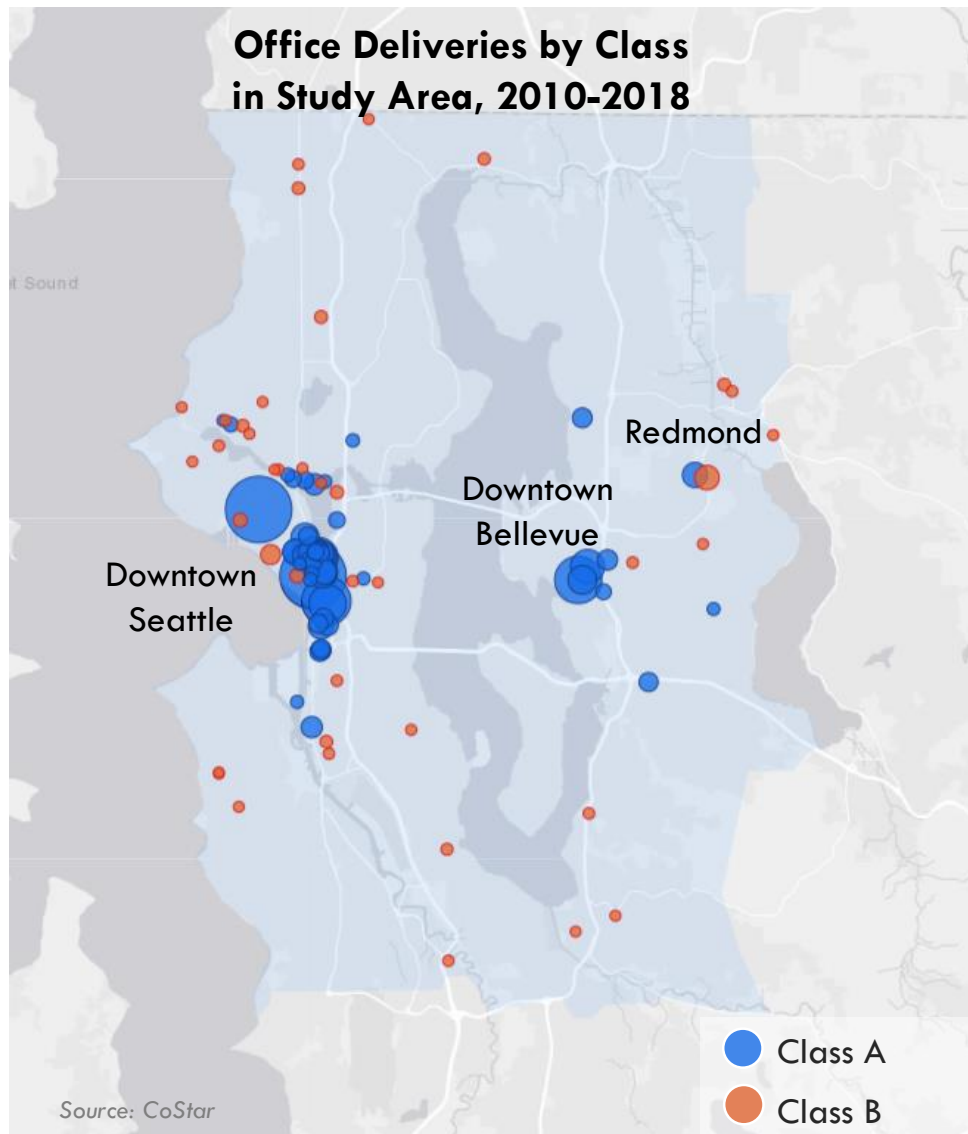 Office Deliveries by Class
in Study Area, 2010-2018
t Sound
Redmond
Downtown
Bellevue
Downtown
Seattle
Class A
Class B
Source: CoStar